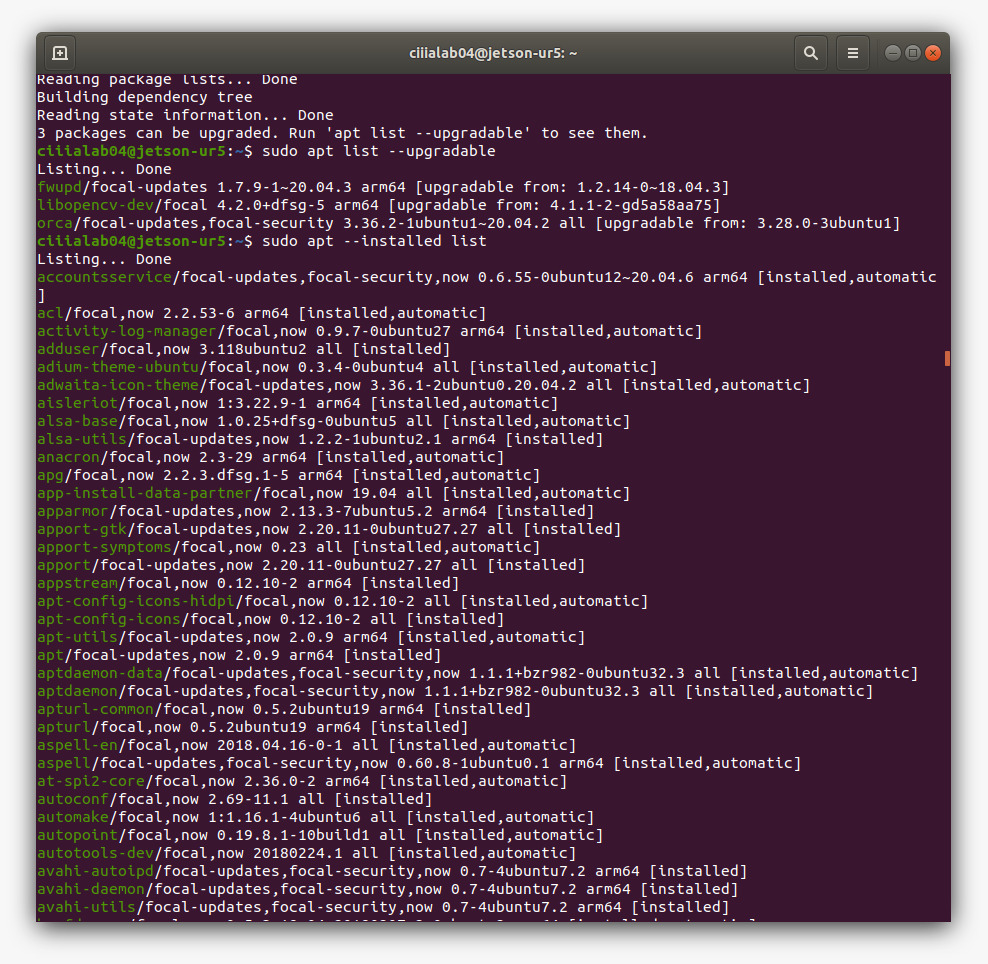 ciiialab04@jetson-ur5: ~
Reading package lists... Done
Building dependency tree
Reading state information... Done
3 packages can be upgraded. Run 'apt list --upgradable' to see them.
ciiialab04@jetson-ur5:~$ sudo apt list --upgradable
Listing... Done
fwupd/focal-updates 1.7.9-1~20.04.3 arm64 [upgradable from: 1.2.14-0~18.04.3]
libopencv-dev/focal 4.2.0+dfsg-5 arm64 [upgradable from: 4.1.1-2-gd5a58aa75]
orca/focal-updates,focal-security 3.36.2-1ubuntu1~20.04.2 all [upgradable from: 3.28.0-3ubuntu1]
ciiialab04@jetson-ur5:~$ sudo apt --installed list
Listing... Done
accountsservice/focal-updates,focal-security,now 0.6.55-0ubuntu12~20.04.6 arm64 [installed,automatic
]
acl/focal,now 2.2.53-6 arm64 [installed,automatic]
activity-log-manager/focal,now 0.9.7-0ubuntu27 arm64 [installed,automatic]
adduser/focal,now 3.118ubuntu2 all [installed]
adium-theme-ubuntu/focal,now 0.3.4-0ubuntu4 all [installed,automatic]
adwaita-icon-theme/focal-updates,now 3.36.1-2ubuntu0.20.04.2 all [installed,automatic]
aisleriot/focal,now 1:3.22.9-1 arm64 [installed,automatic]
alsa-base/focal,now 1.0.25+dfsg-0ubuntu5 all [installed,automatic]
alsa-utils/focal-updates,now 1.2.2-1ubuntu2.1 arm64 [installed]
anacron/focal,now 2.3-29 arm64 [installed,automatic]
apg/focal,now 2.2.3.dfsg.1-5 arm64 [installed,automatic]
app-install-data-partner/focal,now 19.04 all [installed,automatic]
apparmor/focal-updates,now 2.13.3-7ubuntu5.2 arm64 [installed]
apport-gtk/focal-updates,now 2.20.11-0ubuntu27.27 all [installed]
apport-symptoms/focal,now 0.23 all [installed,automatic]
apport/focal-updates,now 2.20.11-0ubuntu27.27 all [installed]
appstream/focal,now 0.12.10-2 arm64 [installed]
apt-config-icons-hidpi/focal,now 0.12.10-2 all [installed,automatic]
apt-config-icons/focal,now 0.12.10-2 all [installed]
apt-utils/focal-updates,now 2.0.9 arm64 [installed,automatic]
apt/focal-updates,now 2.0.9 arm64 [installed]
aptdaemon-data/focal-updates,focal-security,now 1.1.1+bzr982-0ubuntu32.3 all [installed,automatic]
aptdaemon/focal-updates,focal-security,now 1.1.1+bzr982-0ubuntu32.3 all [installed,automatic]
apturl-common/focal,now 0.5.2ubuntu19 arm64 [installed]
apturl/focal,now 0.5.2ubuntu19 arm64 [installed]
aspell-en/focal,now 2018.04.16-0-1 all [installed,automatic]
aspell/focal-updates,focal-security,now 0.60.8-1ubuntu0.1 arm64 [installed,automatic]
at-spi2-core/focal,now 2.36.0-2 arm64 [installed,automatic]
autoconf/focal,now 2.69-11.1 all [installed]
automake/focal,now 1:1.16.1-4ubuntu6 all [installed,automatic]
autopoint/focal,now 0.19.8.1-10build1 all [installed,automatic]
autotools-dev/focal,now 20180224.1 all [installed,automatic]
avahi-autoipd/focal-updates,focal-security,now 0.7-4ubuntu7.2 arm64 [installed]
avahi-daemon/focal-updates,focal-security,now 0.7-4ubuntu7.2 arm64 [installed]
avahi-utils/focal-updates,focal-security,now 0.7-4ubuntu7.2 arm64 [installed]